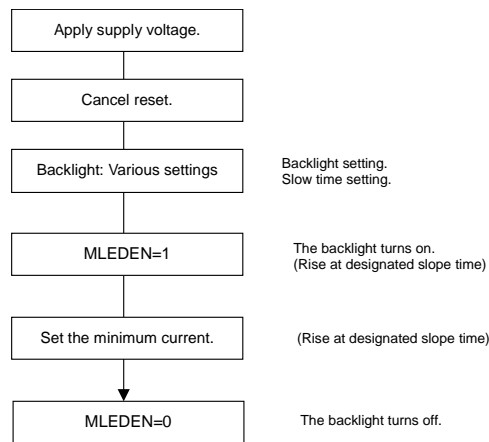 Apply supply voltage.
Cancel reset.
Backlight: Various settings
Backlight setting.
Slow time setting.
MLEDEN=1
The backlight turns on.
(Rise at designated slope time)
Set the minimum current.
(Rise at designated slope time)
MLEDEN=0
The backlight turns off.